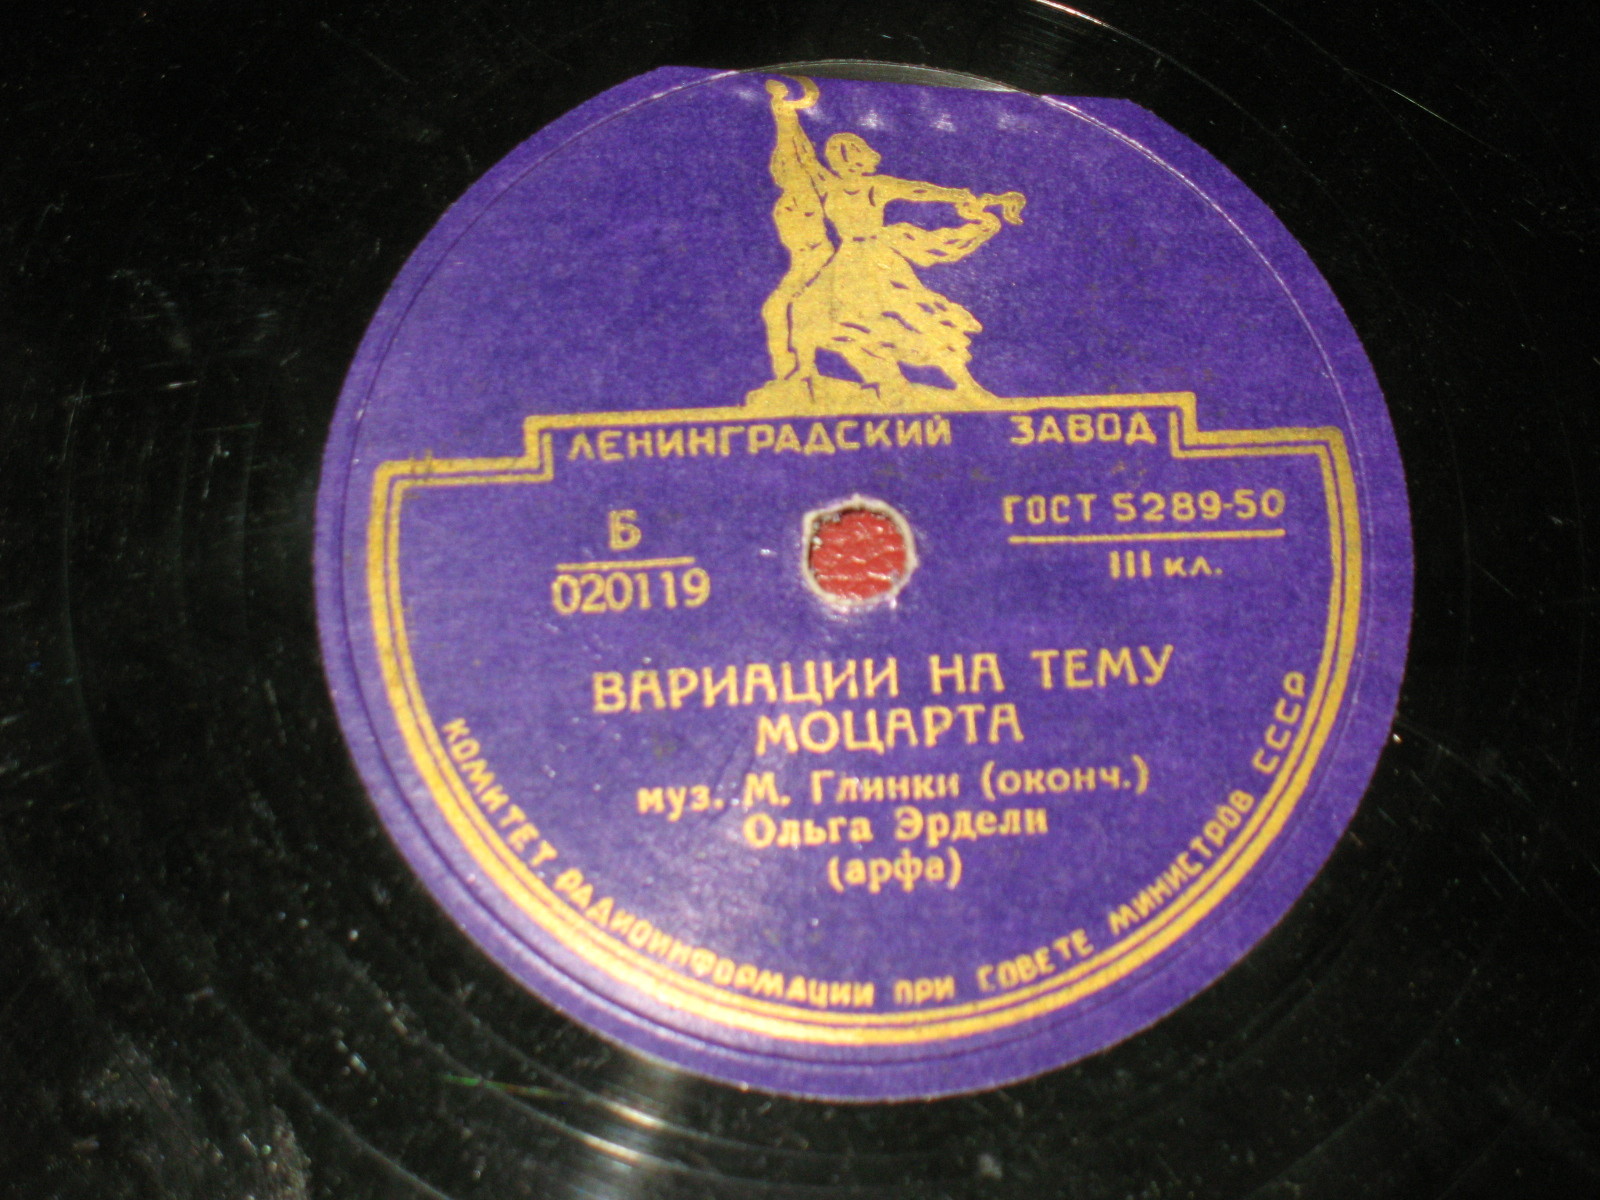 ЛЕНИНГРАДСКИЙ ЗАВОД
Б
020119
ГОСТ 5289-50
III кл.
ВАРИАЦИИ НА ТЕМУ
МОЦАРТА
муз. М. Глинки (оконч.)
Ольга Эрдели
(арфа)
КОМИТЕТ РАДИОИНФОРМАЦИИ ПРИ СОВЕТЕ МИНИСТРОВ СССР